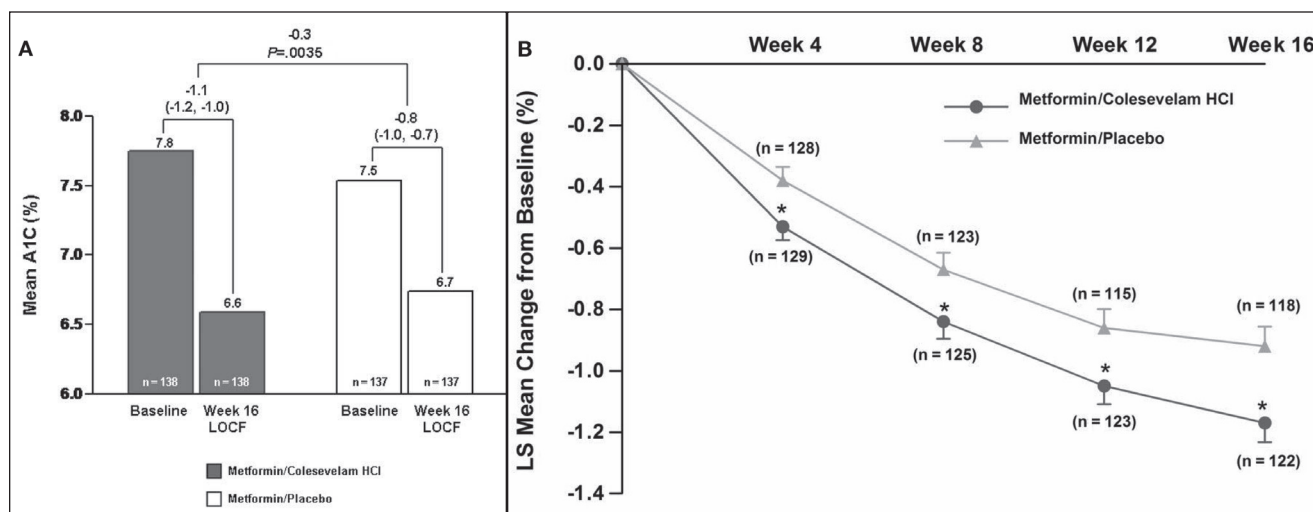 A
-0.3
P=.0035
-1.1
(-1.2, -1.0)
-0.8
(-1.0, -0.7)
Mean A1C (%)
8.0
7.5
7.0
6.5
6.0
7.8
6.6
7.5
6.7
n = 138
n = 138
n = 137
n = 137
Baseline
Week 16
LOCF
Baseline
Week 16
LOCF
Metformin/Colesevelam HCl
Metformin/Placebo
B
Week 4
Week 8
Week 12
Week 16
LS Mean Change from Baseline (%)
0.0
-0.2
-0.4
-0.6
-0.8
-1.0
-1.2
-1.4
Metformin/Colesevelam HCl
Metformin/Placebo
(n = 128)
(n = 123)
(n = 115)
(n = 118)
*
*
*
*
(n = 129)
(n = 125)
(n = 123)
(n = 122)